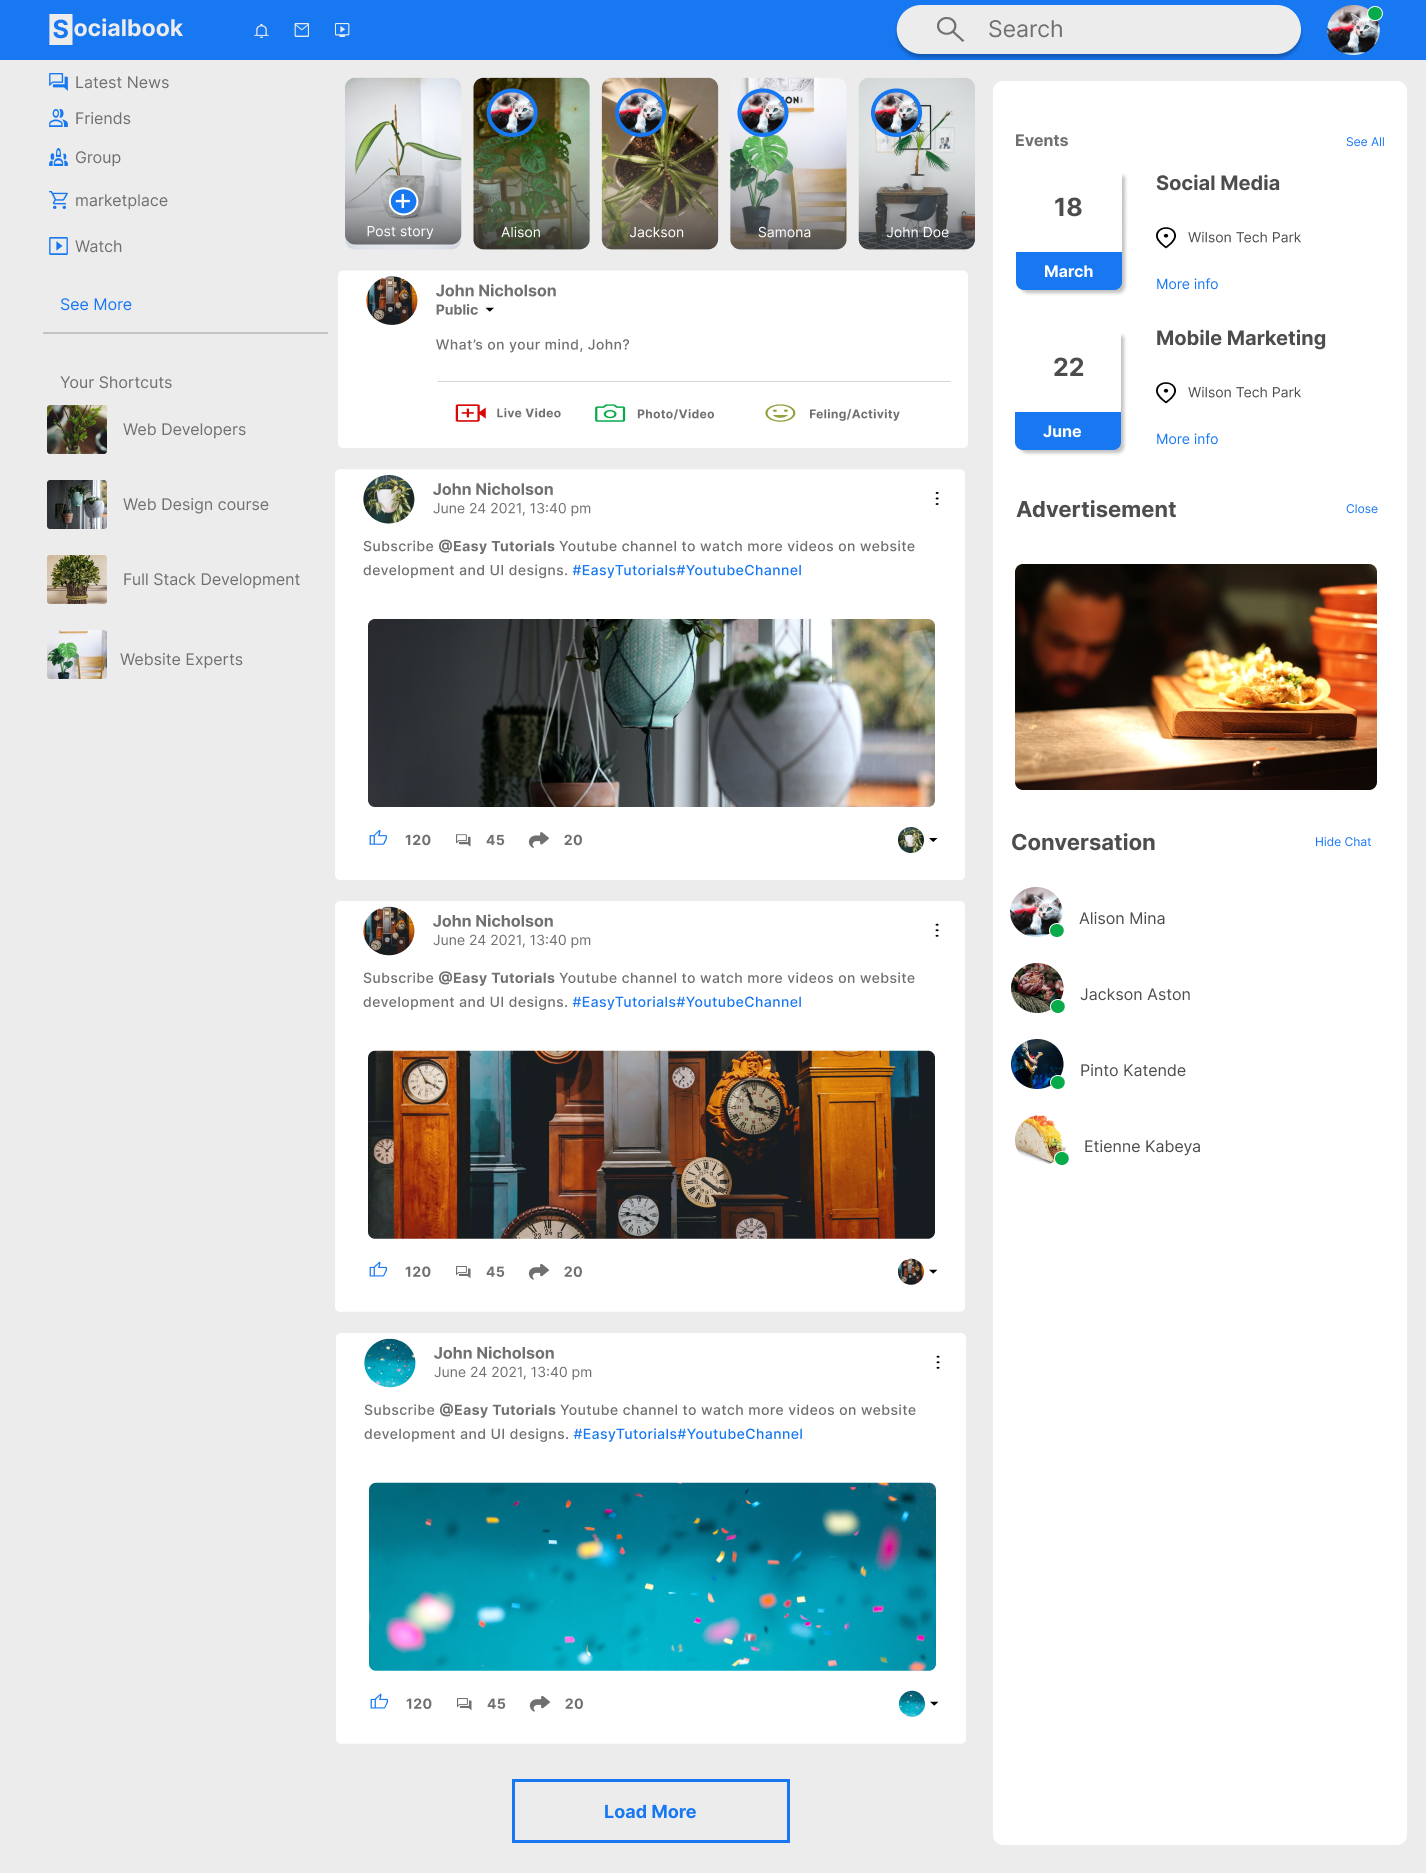 Socialbook
Search
Latest News
Friends
Group
marketplace
Watch
See More
Your Shortcuts
Web Developers
Web Design course
Full Stack Development
Website Experts
Post story
Alison
Jackson
Samona
John Doe
John Nicholson
Public
What's on your mind, John?
Live Video
Photo/Video
Feling/Activity
John Nicholson
June 24 2021, 13:40 pm
Subscribe @Easy Tutorials Youtube channel to watch more videos on website
development and UI designs. #EasyTutorials#YoutubeChannel
120
45
20
John Nicholson
June 24 2021, 13:40 pm
Subscribe @Easy Tutorials Youtube channel to watch more videos on website
development and UI designs. #EasyTutorials#YoutubeChannel
120
45
20
John Nicholson
June 24 2021, 13:40 pm
Subscribe @Easy Tutorials Youtube channel to watch more videos on website
development and UI designs. #EasyTutorials#YoutubeChannel
120
45
20
Load More
Events
See All
18
March
Social Media
Wilson Tech Park
More info
22
June
Mobile Marketing
Wilson Tech Park
More info
Advertisement
Close
Conversation
Hide Chat
Alison Mina
Jackson Aston
Pinto Katende
Etienne Kabeya